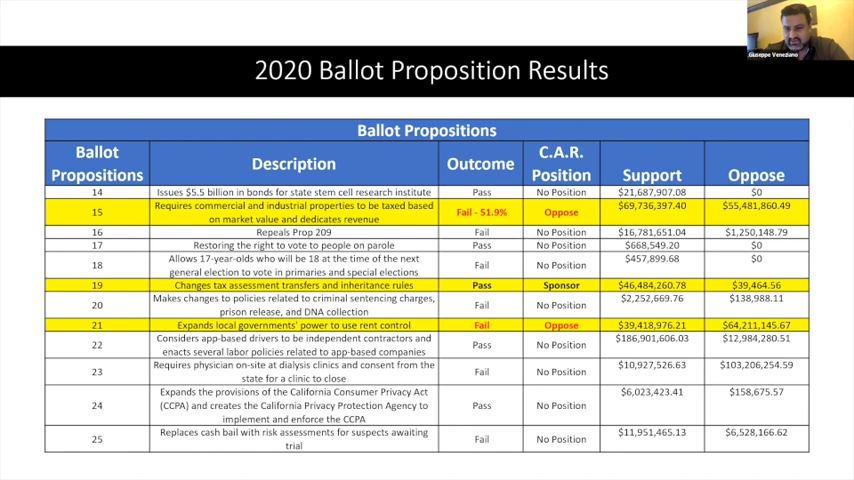 Giuseppe Veneziano
2020 Ballot Proposition Results
Ballot Propositions
Ballot Propositions Description Outcome C.A.R. Position Support Oppose
14 Issues $5.5 billion in bonds for state stem cell research institute Pass No Position $21,687,907.08 $0
15 Requires commercial and industrial properties to be taxed based on market value and dedicates revenue Fail - 51.9% Oppose $69,736,397.40 $55,481,860.49
16 Repeals Prop 209 Fail No Position $16,781,651.04 $1,250,148.79
17 Restoring the right to vote to people on parole Pass No Position $668,549.20 $0
18 Allows 17-year-olds who will be 18 at the time of the next general election to vote in primaries and special elections Fail No Position $457,899.68 $0
19 Changes tax assessment transfers and inheritance rules Pass Sponsor $46,484,260.78 $39,464.56
20 Makes changes to policies related to criminal sentencing charges, prison release, and DNA collection Fail No Position $2,252,669.76 $138,988.11
21 Expands local governments' power to use rent control Fail Oppose $39,418,976.21 $64,211,145.67
22 Considers app-based drivers to be independent contractors and enacts several labor policies related to app-based companies Pass No Position $186,901,606.03 $12,984,280.51
23 Requires physician on-site at dialysis clinics and consent from the state for a clinic to close Fail No Position $10,927,526.63 $103,206,254.59
24 Expands the provisions of the California Consumer Privacy Act (CCPA) and creates the California Privacy Protection Agency to implement and enforce the CCPA Pass No Position $6,023,423.41 $158,675.57
25 Replaces cash bail with risk assessments for suspects awaiting trial Fail No Position $11,951,465.13 $6,528,166.62